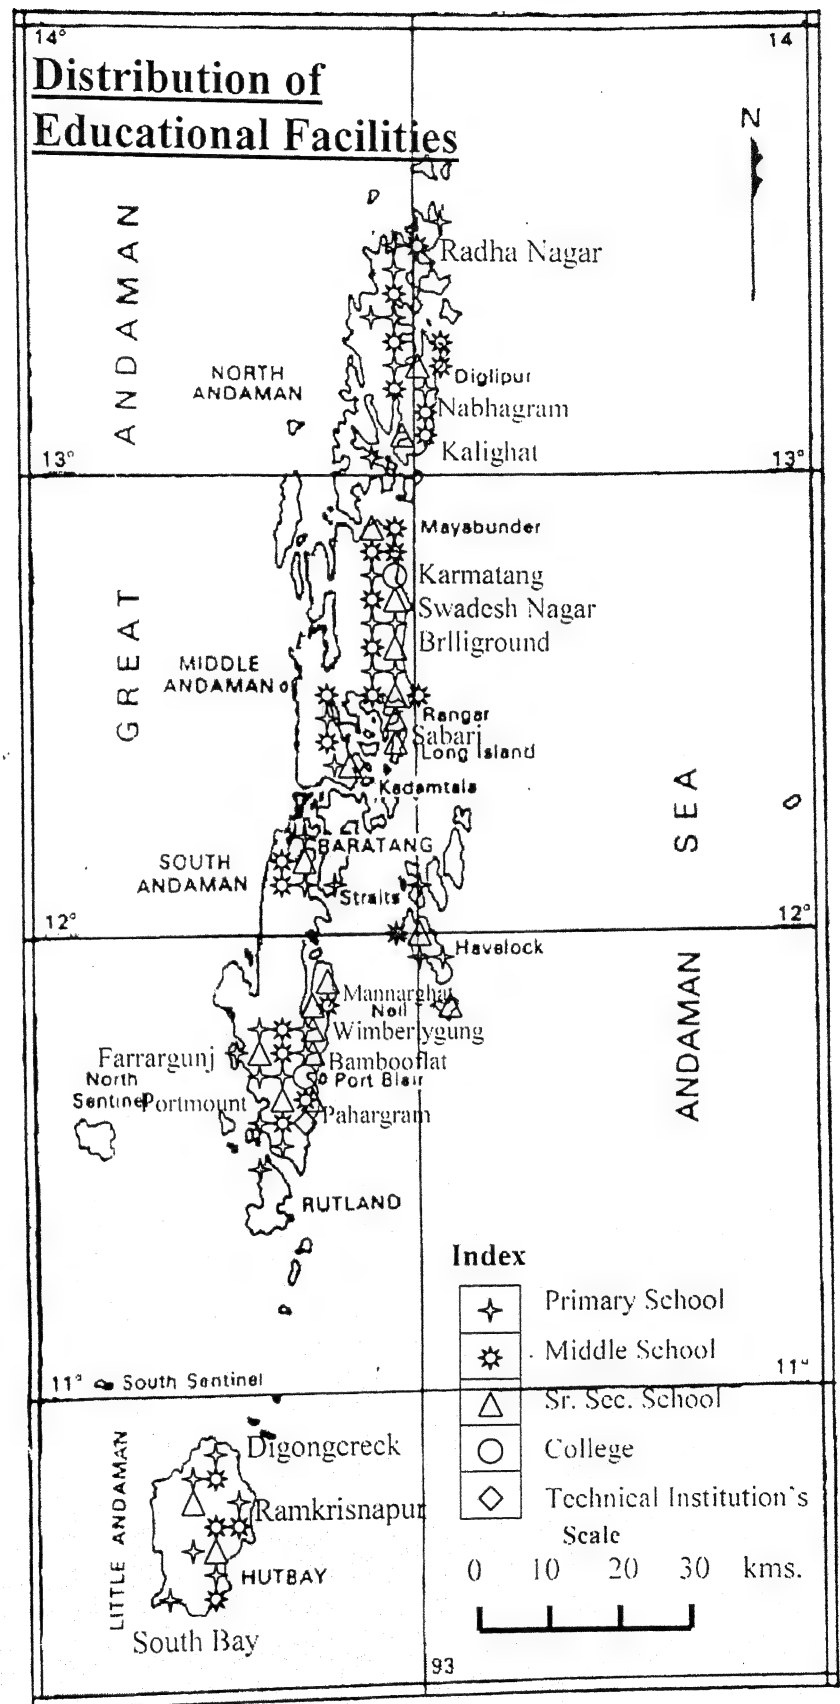 14°
14
Distribution of
Educational Facilities
N
ANDAMAN
Radha Nagar
NORTH
ANDAMAN
Diglipur
Nabhagram
Kalighat
13°
13°
Mayabunder
Karmatang
Swadesh Nagar
Brlliground
GREAT
MIDDLE
ANDAMAN
Rangar
Sabari
Long Island
Kadamtala
SEA
BARATANG
SOUTH
ANDAMAN
Straits
12°
12°
Havelock
ANDAMAN
Mannarghat
Neil
Wimberlygung
Farrargunj
Bambooflat
North
Sentinel
Port Blair
Portmount
Pahargram
RUTLAND
Index
Primary School
Middle School
11°
South Sentinel
11°
Sr. Sec. School
College
Technical Institution's
Scale
0 10 20 30 kms.
LITTLE ANDAMAN
Digongcreck
Ramkrisnapur
HUTBAY
South Bay
93